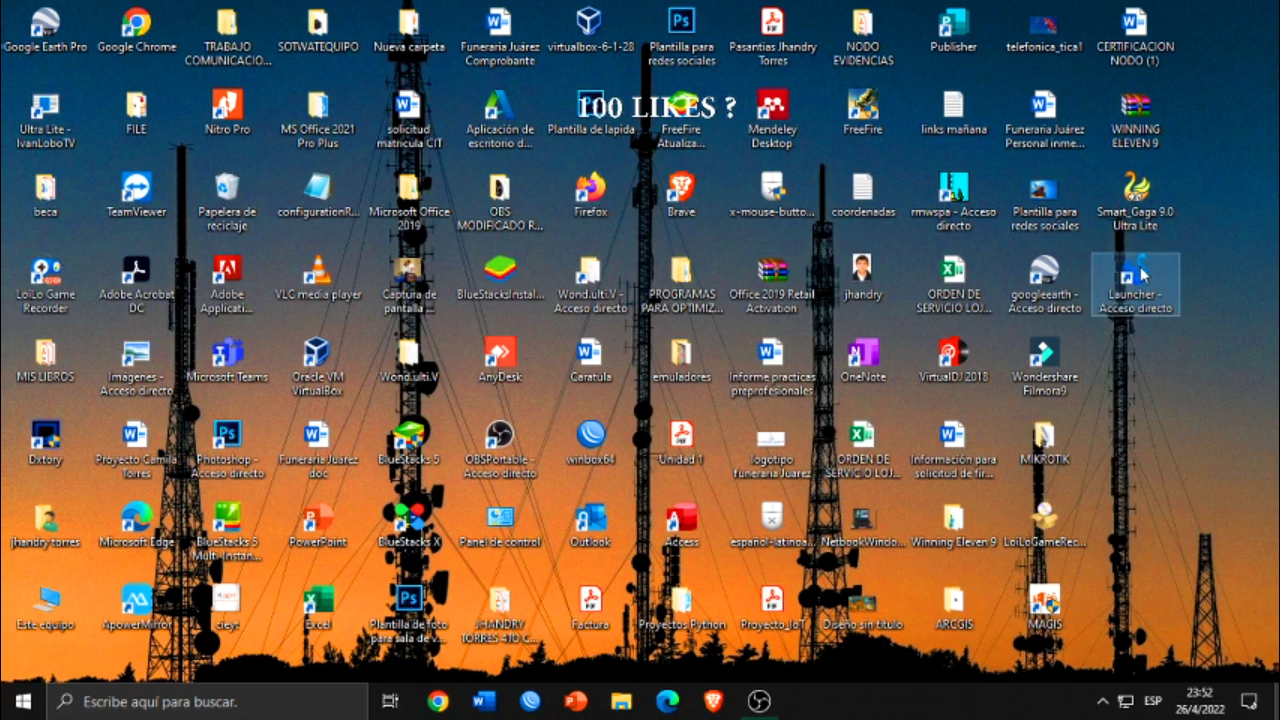 Google Earth Pro
Google Chrome
TRABAJO
COMUNICACIO...
SOTWATEQUIPO
Nueva carpeta
Funeraria Juárez
Comprobante
virtualbox-6-1-28
Plantilla para
redes sociales
Pasantias Jhandry
Torres
NODO
EVIDENCIAS
Publisher
telefonica_tica1
CERTIFICACION
NODO (1)
100 LIKES ?
Ultra Lite -
IvanLoboTV
FILE
Nitro Pro
MS Office 2021
Pro Plus
solicitud
matricula CIT
Aplicación de
escritorio d...
Plantilla de lapida
FreeFire
Atualiza...
Mendeley
Desktop
FreeFire
links mañana
Funeraria Juárez
Personal inme...
WINNING
ELEVEN 9
beca
TeamViewer
Papelera de
reciclaje
configurationR...
Microsoft Office
2019
OBS
MODIFICADO R...
Firefox
Brave
x-mouse-butto...
coordenadas
rmwspa - Acceso
directo
Plantilla para
redes sociales
Smart_Gaga 9.0
Ultra Lite
LoiLo Game
Recorder
Adobe Acrobat
DC
Adobe
Applicati...
VLC media player
Captura de
pantalla ...
BlueStacksInstal...
Wond.ulti.V -
Acceso directo
PROGRAMAS
PARA OPTIMIZ...
Office 2019 Retail
Activation
jhandry
ORDEN DE
SERVICIO LOJ...
googleearth -
Acceso directo
Launcher -
Acceso directo
MIS LIBROS
Imagenes -
Acceso directo
Microsoft Teams
Oracle VM
VirtualBox
Wond.ulti.V
AnyDesk
Caratula
emuladores
Informe practicas
preprofesionales
OneNote
VirtualDJ 2018
Wondershare
Filmora9
Dxtory
Proyecto Camila
Torres
Photoshop -
Acceso directo
Funeraria Juarez
doc
BlueStacks 5
OBSPortable -
Acceso directo
winbox64
Unidad 1
logotipo
funeraria Juarez
ORDEN DE
SERVICIO LOJ...
Información para
solicitud de fir...
MIKROTIK
jhandry torres
Microsoft Edge
BlueStacks 5
Multi-Instan...
PowerPoint
BlueStacks X
Panel de control
Outlook
Access
español+latinoa...
NetbookWindo...
Winning Eleven 9
LoiLoGameRec...
Este equipo
ApowerMirror
cieyt
Excel
Plantilla de foto
para sala de v...
JHANDRY
TORRES 4TO C...
Factura
Proyectos Python
Proyecto_IoT
Diseño sin título
ARCGIS
MAGIS
Escribe aquí para buscar.
ESP
23:52
26/4/2022